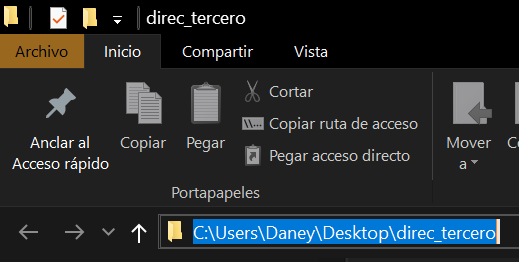 direc_tercero
Archivo Inicio Compartir Vista
Anclar al
Acceso rápido
Copiar
Pegar
Cortar
Copiar ruta de acceso
Pegar acceso directo
Mover
a
Portapapeles
C:\Users\Daney\Desktop\direc_tercero